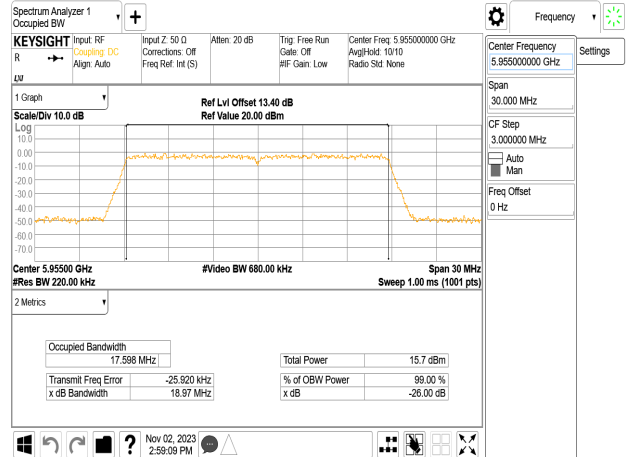 Spectrum Analyzer 1
Occupied BW
Frequency
KEYSIGHT
R
Input: RF
Coupling: DC
Align: Auto
Input Z: 50 Ω
Corrections: Off
Freq Ref: Int (S)
Atten: 20 dB
Trig: Free Run
Gate: Off
#IF Gain: Low
Center Freq: 5.955000000 GHz
Avg|Hold: 10/10
Radio Std: None
Center Frequency
5.955000000 GHz
Settings
Span
30.000 MHz
CF Step
3.000000 MHz
Auto
Man
Freq Offset
0 Hz
1 Graph
Scale/Div 10.0 dB
Ref Lvl Offset 13.40 dB
Ref Value 20.00 dBm
Log
10.0
0.00
-10.0
-20.0
-30.0
-40.0
-50.0
-60.0
-70.0
Center 5.95500 GHz
#Video BW 680.00 kHz
Span 30 MHz
#Res BW 220.00 kHz
Sweep 1.00 ms (1001 pts)
2 Metrics
Occupied Bandwidth
17.598 MHz
Total Power 15.7 dBm
Transmit Freq Error -25.920 kHz
% of OBW Power 99.00 %
x dB Bandwidth 18.97 MHz
x dB -26.00 dB
Nov 02, 2023
2:59:09 PM